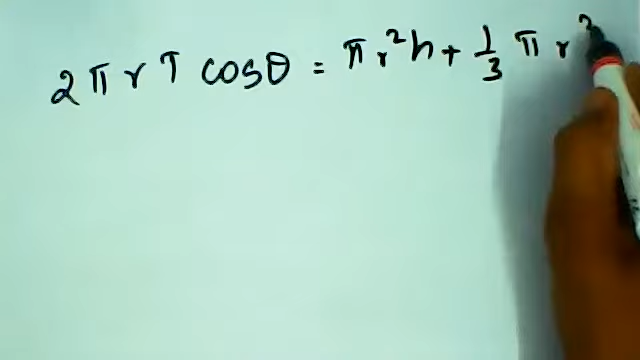 2πrT cosθ = πr²h + 1/3 πr